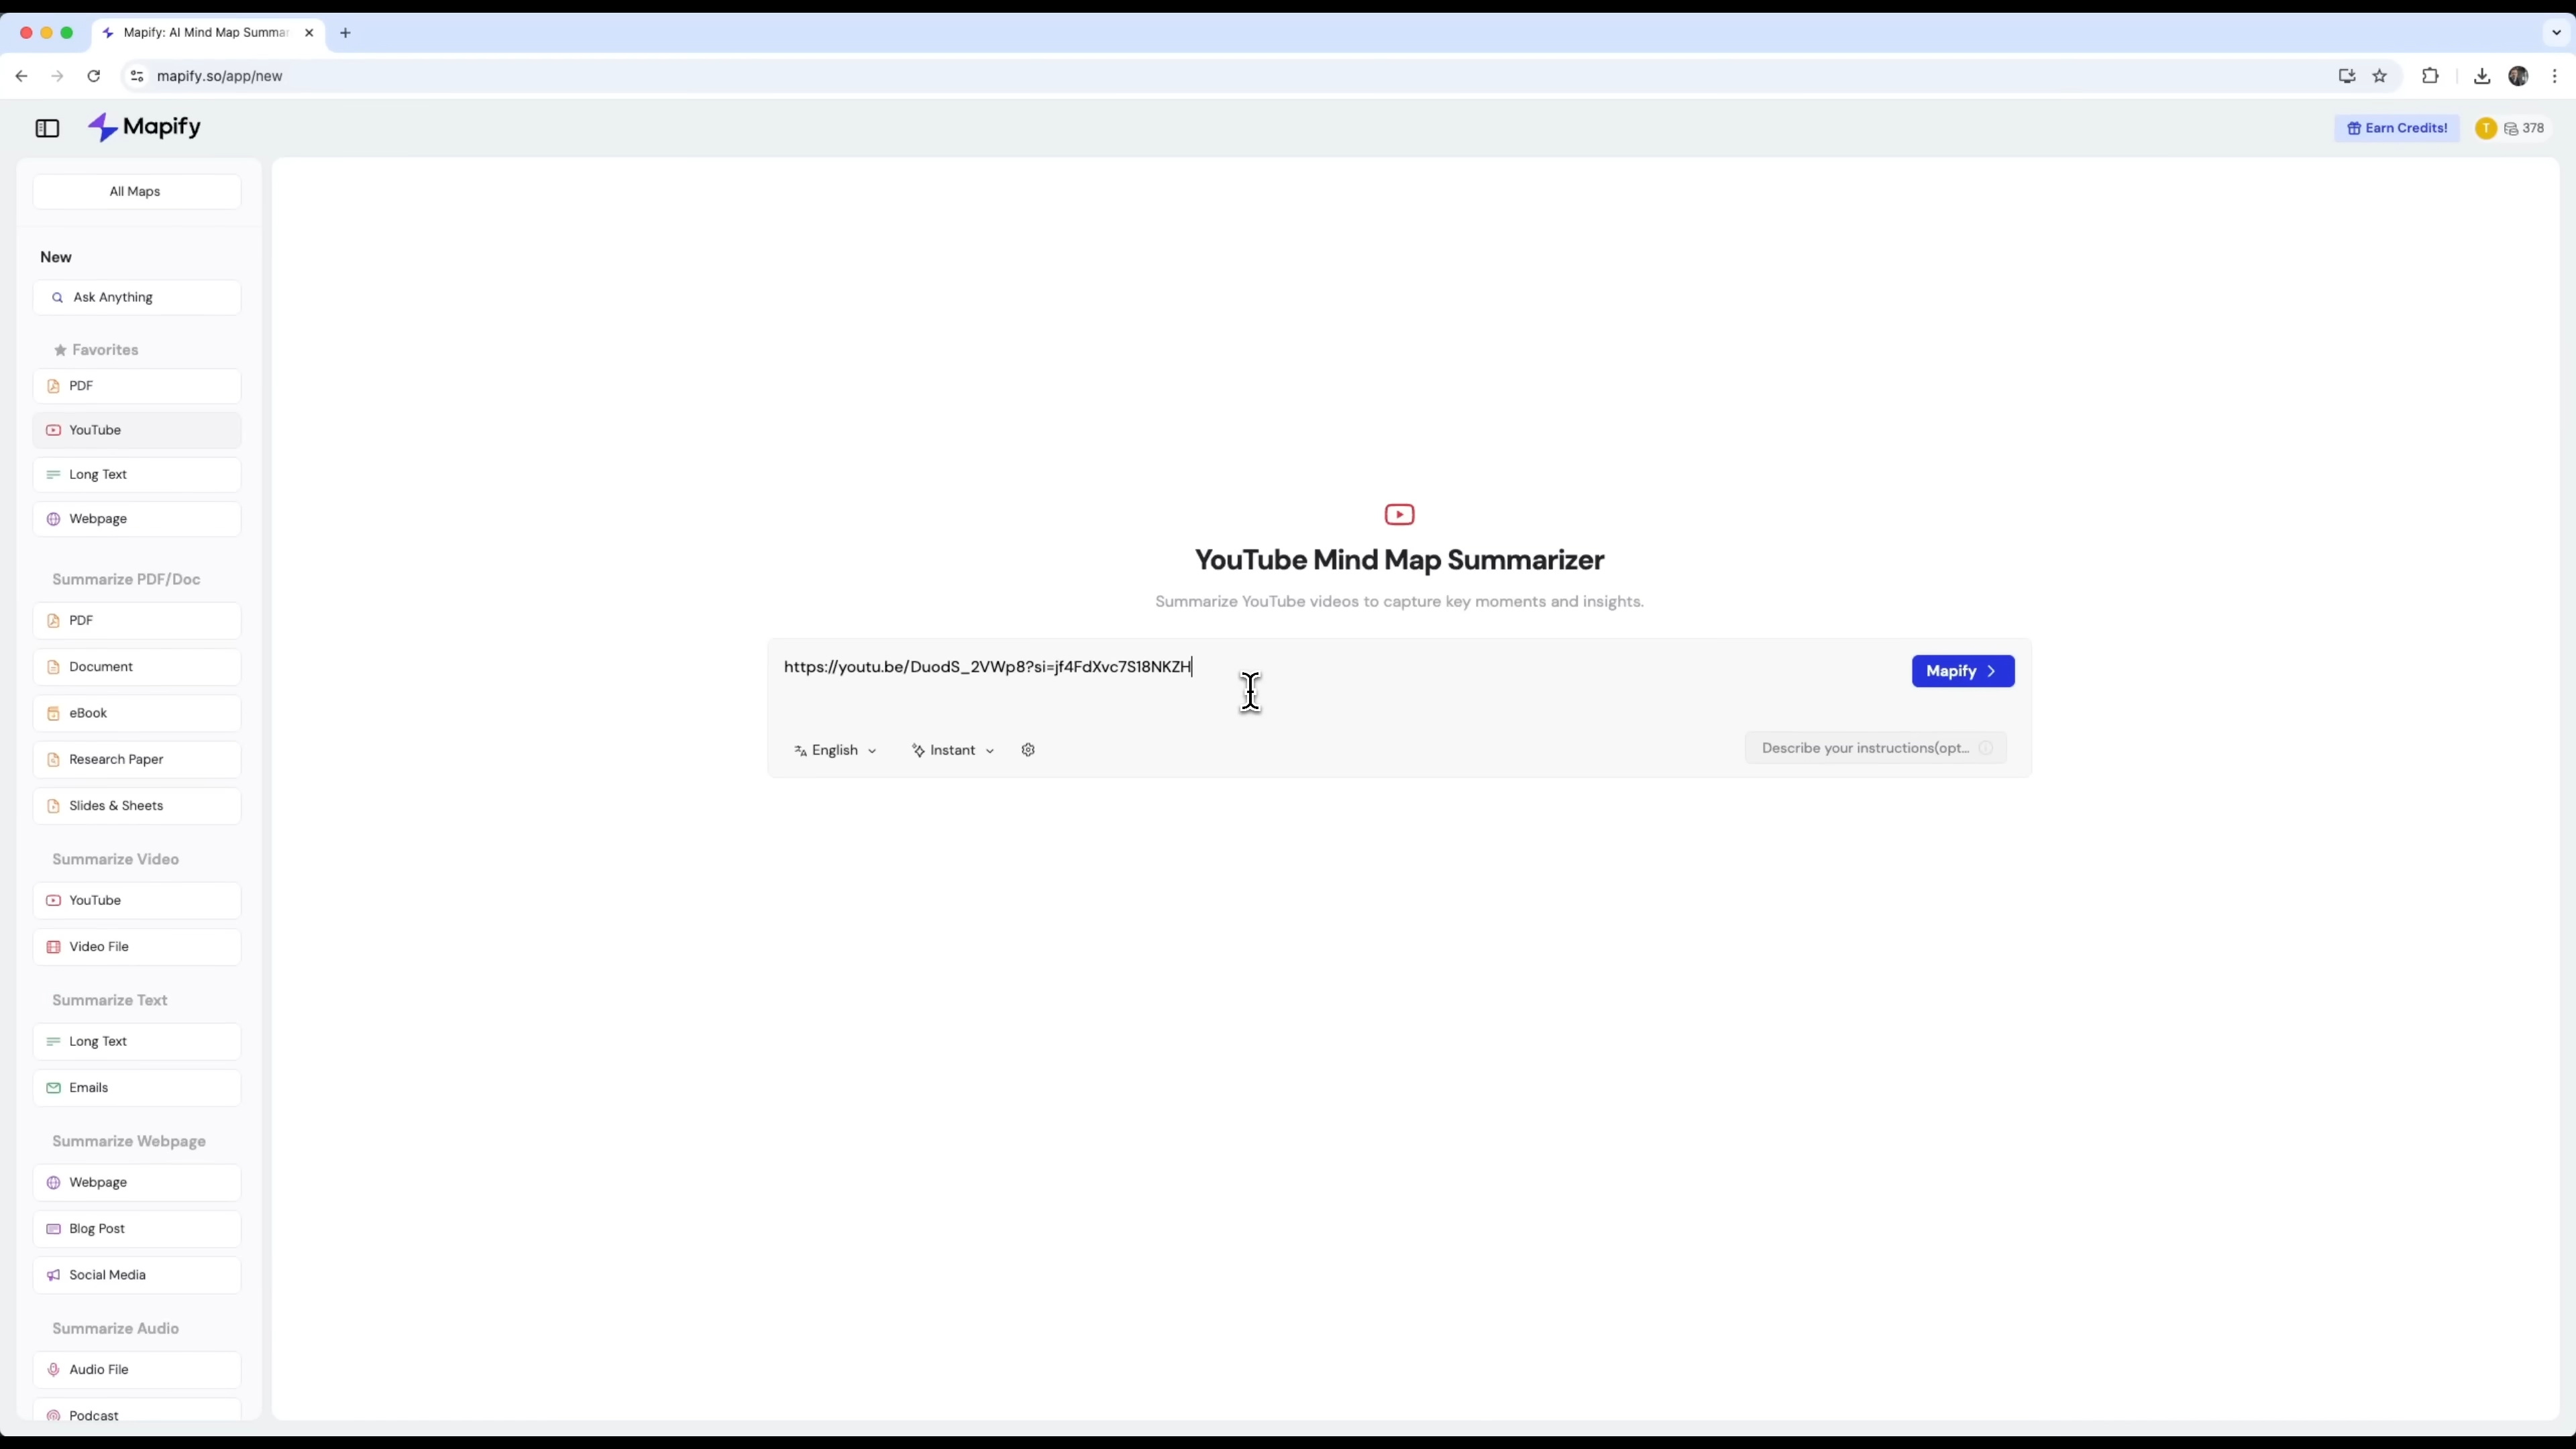 Mapify: AI Mind Map Summar
mapify.so/app/new
Mapify
Earn Credits!
T
378
All Maps
New
Ask Anything
Favorites
PDF
YouTube
Long Text
Webpage
Summarize PDF/Doc
PDF
Document
eBook
Research Paper
Slides & Sheets
Summarize Video
YouTube
Video File
Summarize Text
Long Text
Emails
Summarize Webpage
Webpage
Blog Post
Social Media
Summarize Audio
Audio File
Podcast
YouTube Mind Map Summarizer
Summarize YouTube videos to capture key moments and insights.
https://youtu.be/DuodS_2VWp8?si=jf4FdXvc7S18NKZH
Mapify
English
Instant
Describe your instructions(opt...